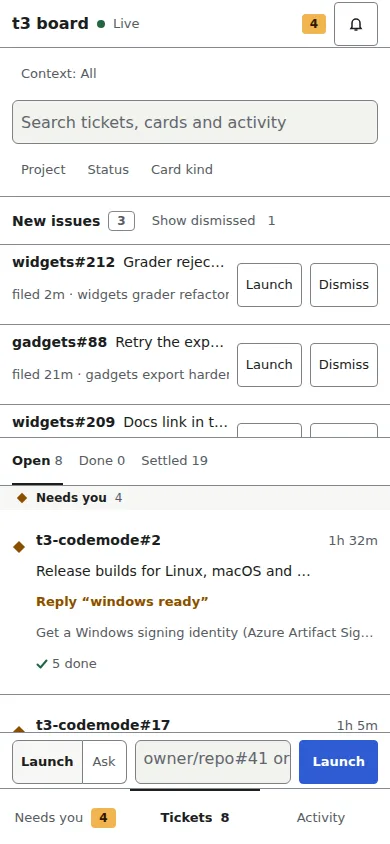 t3 board Live 4
Context: All
Search tickets, cards and activity
Project Status Card kind
New issues 3 Show dismissed 1
widgets#212 Grader rejec…
filed 2m · widgets grader refactor
Launch Dismiss
gadgets#88 Retry the exp…
filed 21m · gadgets export harder
Launch Dismiss
widgets#209 Docs link in t…
Open 8 Done 0 Settled 19
Needs you 4
t3-codemode#2 1h 32m
Release builds for Linux, macOS and …
Reply “windows ready”
Get a Windows signing identity (Azure Artifact Sig…
5 done
t3-codemode#17 1h 5m
Launch Ask owner/repo#41 or Launch
Needs you 4 Tickets 8 Activity